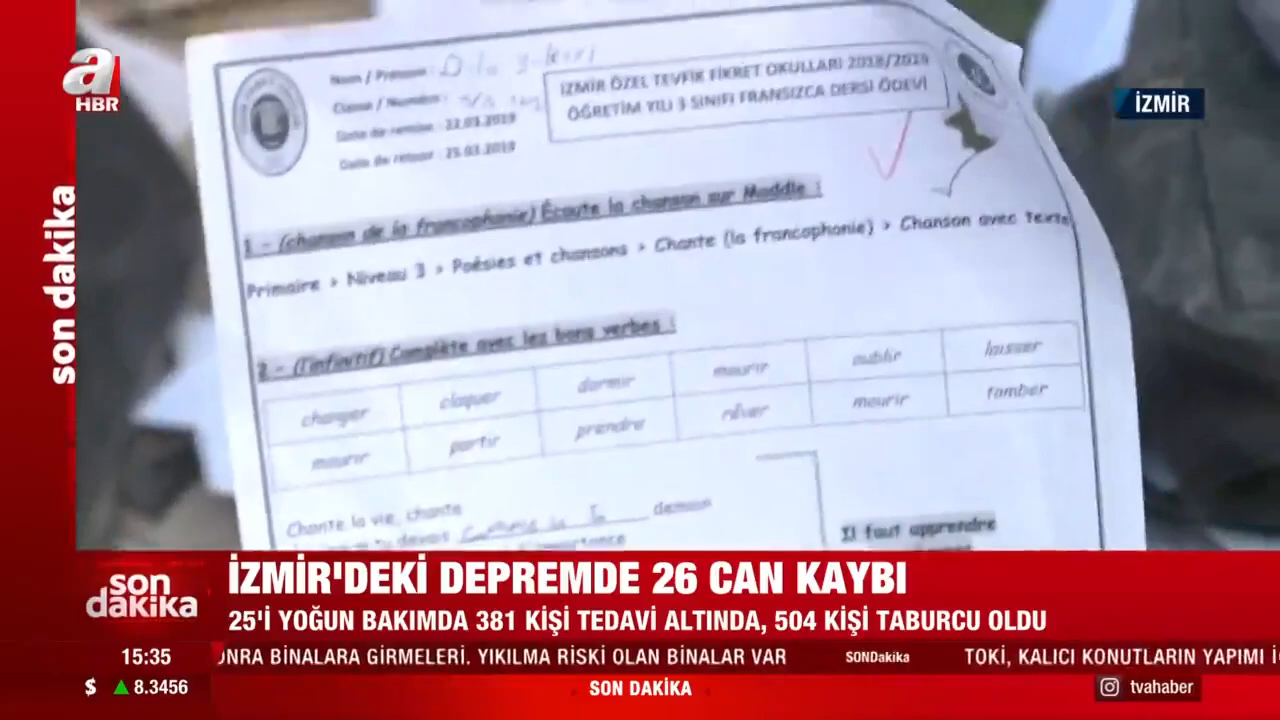 a
HBR
İZMİR
son dakika
Nom / Prénom :
Classe / Numéro :
Date de remise : 22.03.2019
Date de retour : 25.03.2019
İZMİR ÖZEL TEVFİK FİKRET OKULLARI 2018/2019
ÖĞRETİM YILI 3 SINIFI FRANSIZCA DERSİ ÖDEVİ
1 - (chanson de la francophonie) Écoute la chanson sur Moddle :
Primaire > Niveau 3 > Poésies et chansons > Chante (la francophonie) > Chanson avec texte
2 - (l'infinitif) Complète avec les bons verbes :
changer claquer dormir mourir oublir laisser
mourir partir prendre rêver mourir tomber
Chante la vie, chante
devais demain
Il faut apprendre
son dakika
İZMİR'DEKİ DEPREMDE 26 CAN KAYBI
25'İ YOĞUN BAKIMDA 381 KİŞİ TEDAVİ ALTINDA, 504 KİŞİ TABURCU OLDU
15:35 ONRA BİNALARA GİRMELERİ. YIKILMA RİSKİ OLAN BİNALAR VAR SONDakika TOKİ, KALICI KONUTLARIN YAPIMI İ
$ 8.3456 SON DAKİKA tvahaber